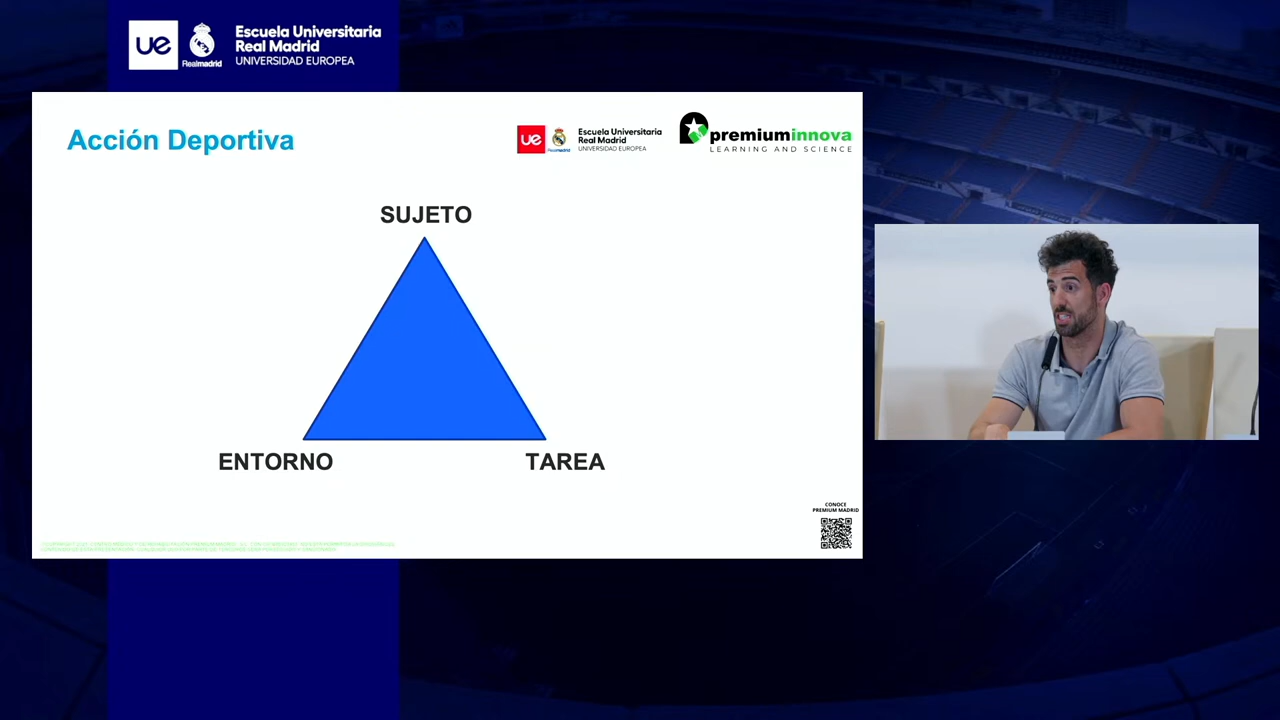 ue
Realmadrid
Escuela Universitaria
Real Madrid
UNIVERSIDAD EUROPEA
Acción Deportiva
ue
Realmadrid
Escuela Universitaria
Real Madrid
UNIVERSIDAD EUROPEA
premiuminnova
LEARNING AND SCIENCE
SUJETO
ENTORNO
TAREA
CONOCE
PREMIUM MADRID